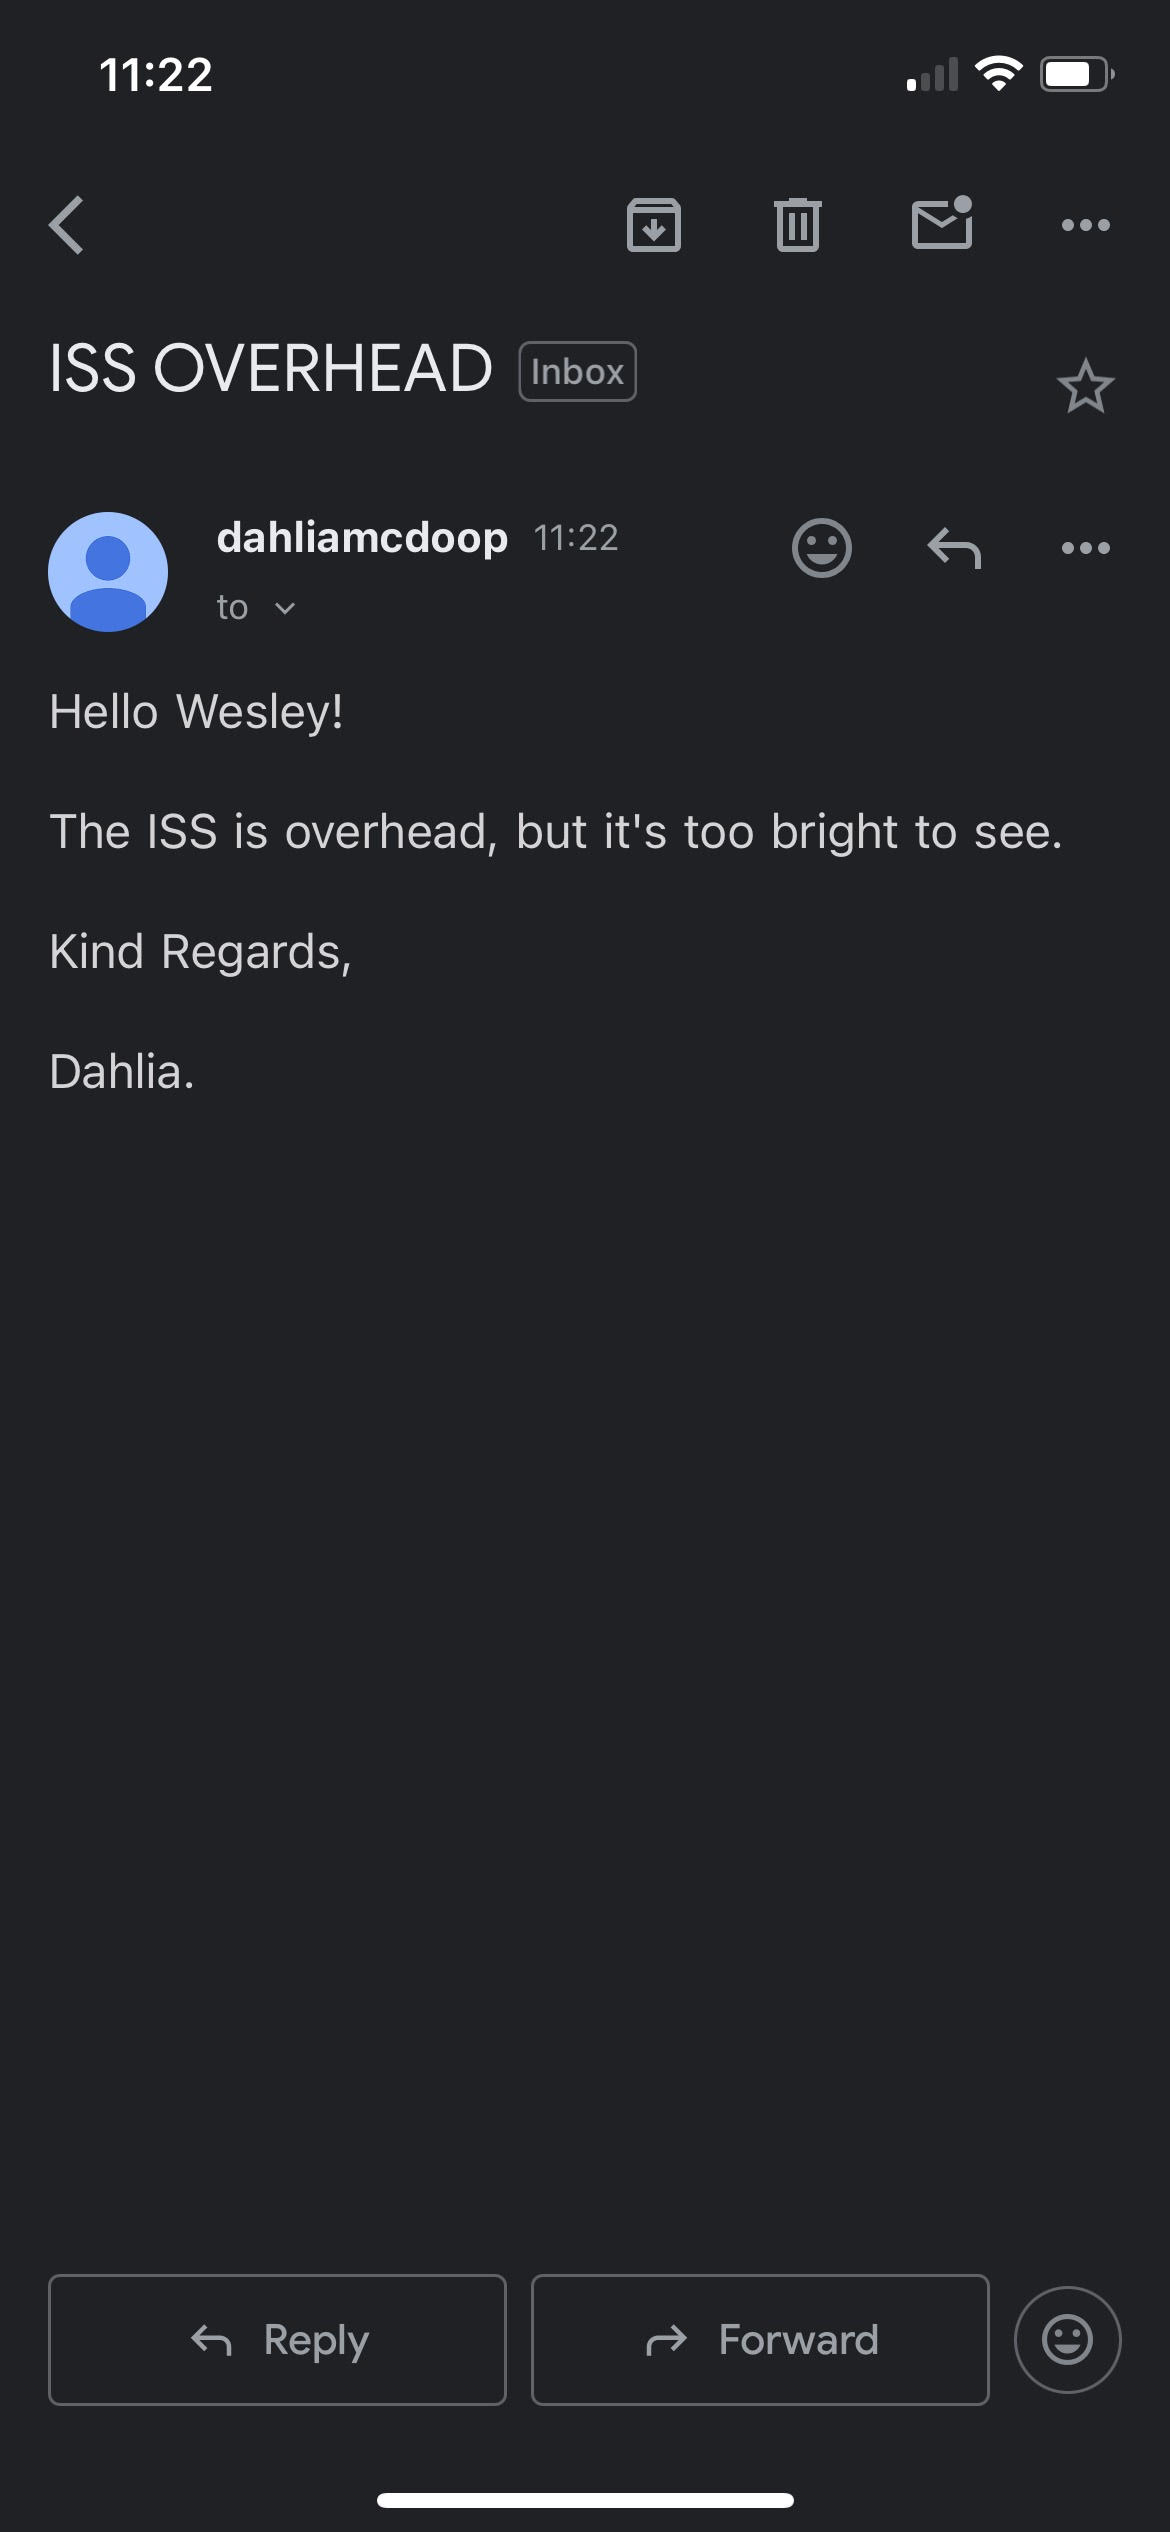 11:22
ISS OVERHEAD Inbox
dahliamcdoop 11:22
to
Hello Wesley!
The ISS is overhead, but it's too bright to see.
Kind Regards,
Dahlia.
Reply Forward